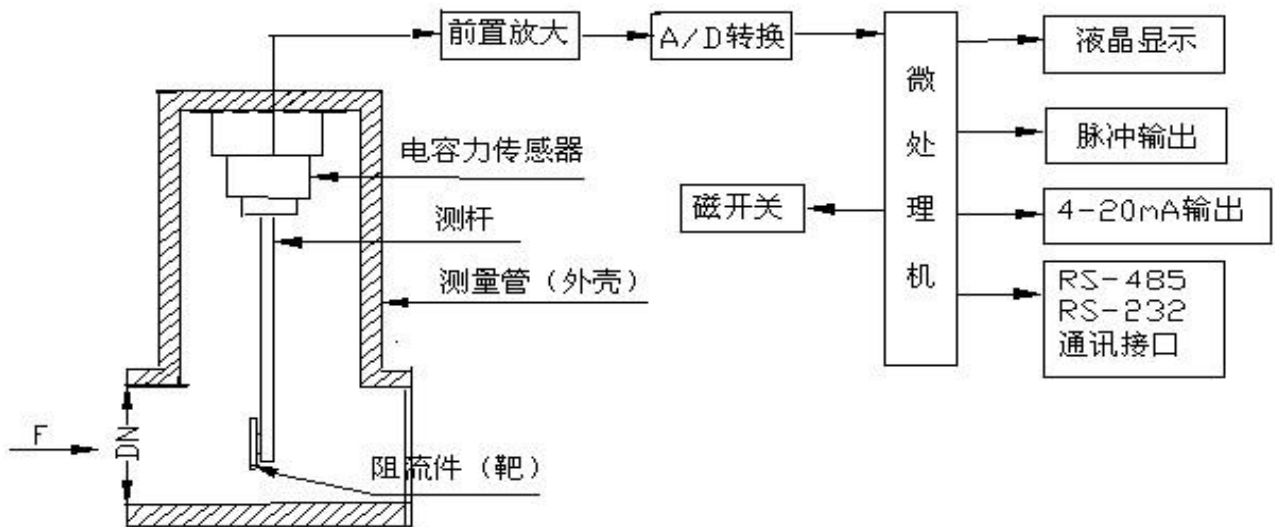 前置放大
A/D转换
微处理机
液晶显示
脉冲输出
4-20mA输出
RS-485
RS-232
通讯接口
磁开关
电容力传感器
测杆
测量管（外壳）
F
DN
阻流件（靶）